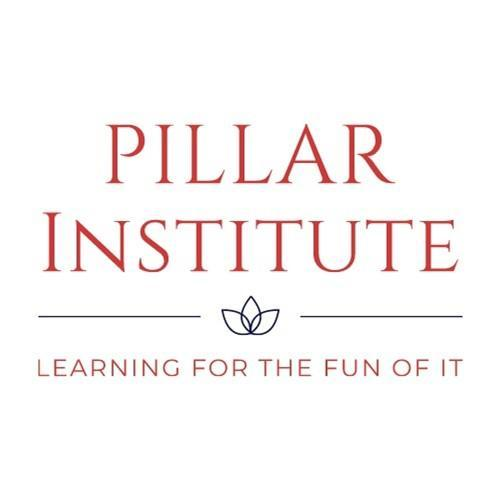 PILLAR
INSTITUTE
LEARNING FOR THE FUN OF IT